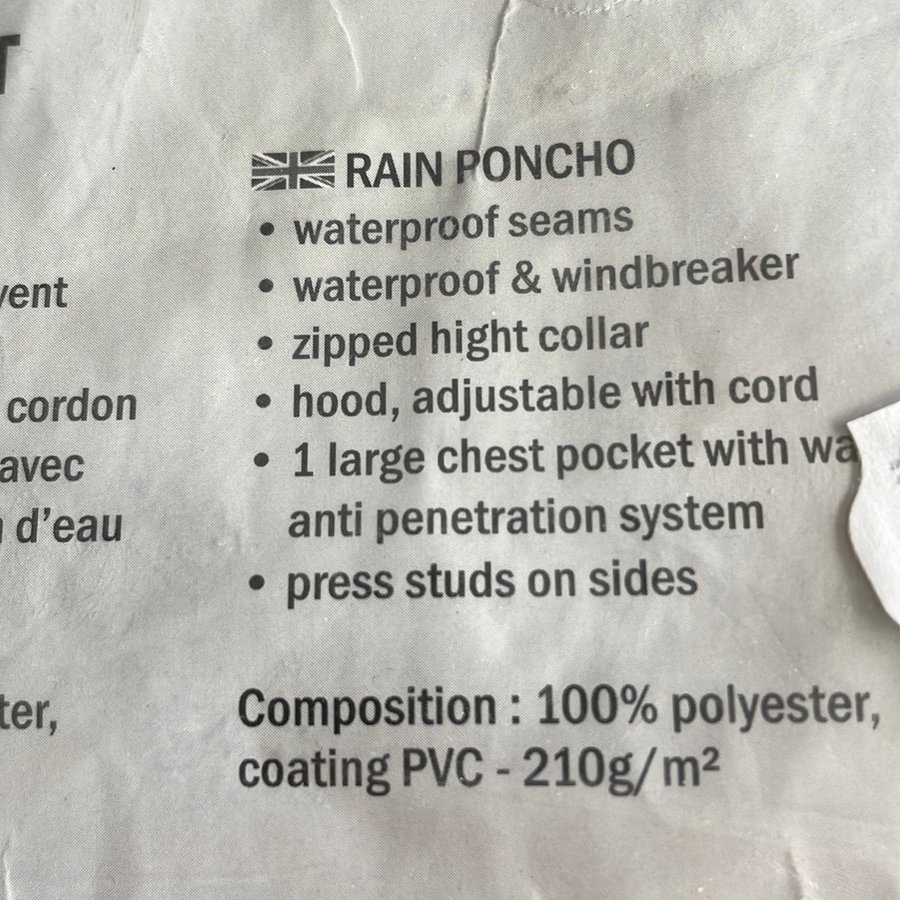 T
RAIN PONCHO
• waterproof seams
• waterproof & windbreaker
• zipped hight collar
• hood, adjustable with cord
• 1 large chest pocket with
anti penetration system
• press studs on sides
Composition : 100% polyester,
coating PVC - 210g/m²
vent
cordon
avec
d'eau
ter,